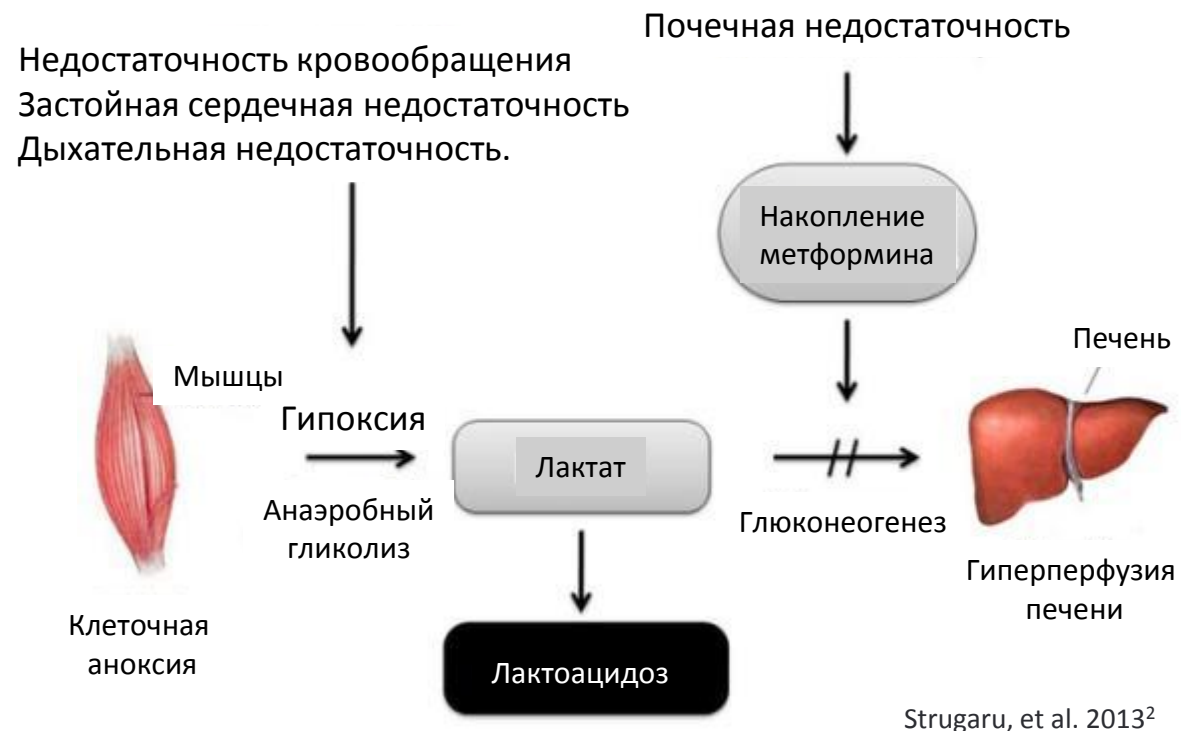 Почечная недостаточность
Недостаточность кровообращения
Застойная сердечная недостаточность
Дыхательная недостаточность.
Накопление
метформина
Печень
Мышцы
Гипоксия
Лактат
Анаэробный
гликолиз
Глюконеогенез
Гиперперфузия
печени
Клеточная
аноксия
Лактоацидоз
Strugaru, et al. 2013²